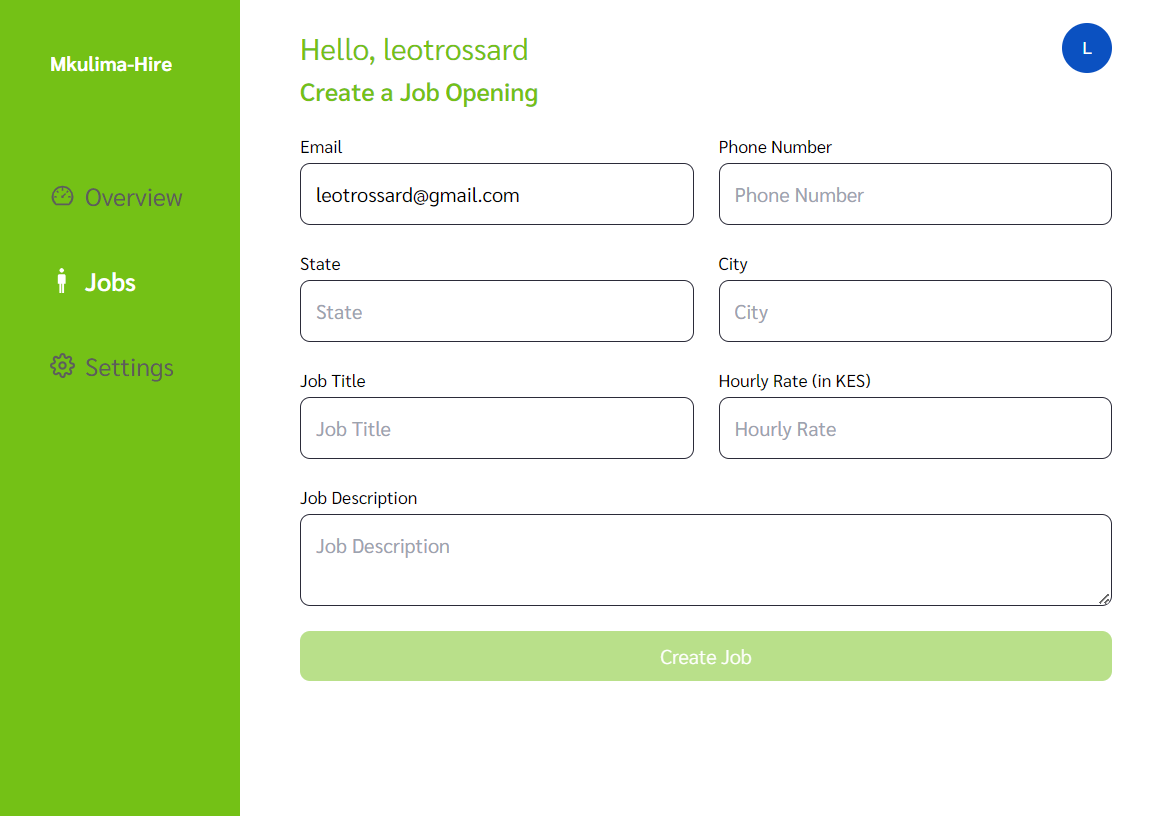 Mkulima-Hire
Overview
Jobs
Settings
Hello, leotrossard
L
Create a Job Opening
Email
Phone Number
leotrossard@gmail.com
Phone Number
State
City
State
City
Job Title
Hourly Rate (in KES)
Job Title
Hourly Rate
Job Description
Job Description
Create Job